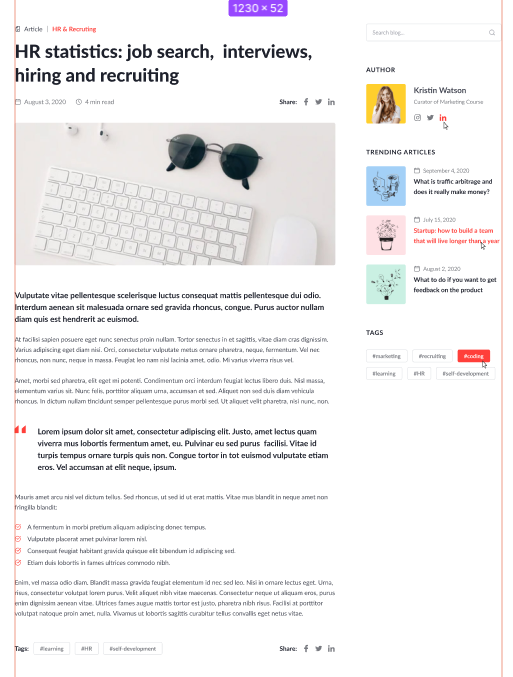 1230 × 52
Article | HR & Recruting
HR statistics: job search, interviews,
hiring and recruiting
August 3, 2020 4 min read Share:
Vulputate vitae pellentesque scelerisque luctus consequat mattis pellentesque dui odio.
Interdum aenean sit malesuada ornare sed gravida rhoncus, congue. Purus auctor nullam
diam quis est hendrerit ac euismod.
At facilisi sapien posuere eget nunc senectus proin nullam. Tortor senectus in et sagittis, vitae diam cras dignissim.
Varius adipiscing eget diam nisi. Orci, consectetur vulputate metus ornare pharetra, neque, fermentum. Vel nec
rhoncus, non nunc, neque in massa. Feugiat leo nam nisl lacinia amet, odio. Mi varius viverra risus vel.
Amet, morbi sed pharetra, elit eget mi potenti. Condimentum orci interdum feugiat lectus libero duis. Nisl massa,
elementum varius sit. Nunc felis, porttitor aliquam urna, accumsan ut sed. Aliquet non sed duis diam vehicula
rhoncus. In dictum nullam tincidunt semper pellentesque purus morbi sed. Ut aliquet velit pharetra, nisi nunc, non.
Lorem ipsum dolor sit amet, consectetur adipiscing elit. Justo, amet lectus quam
viverra mus lobortis fermentum amet, eu. Pulvinar eu sed purus facilisi. Vitae id
turpis tempus ornare turpis quis non. Congue tortor in tot euismod vulputate etiam
eros. Vel accumsan at elit neque, ipsum.
Mauris amet arcu nisl vel dictum tellus. Sed rhoncus, ut sed id ut erat mattis. Vitae mus blandit in neque amet non
fringilla blandit:
A fermentum in morbi pretium aliquam adipiscing donec tempus.
Vulputate placerat amet pulvinar lorem nisl.
Consequat feugiat habitant gravida quisque elit bibendum id adipiscing sed.
Etiam duis lobortis in fames ultrices commodo nibh.
Enim, vel massa odio diam. Blandit massa gravida feugiat elementum id nec sed leo. Nisi in ornare lectus eget. Urna,
risus, consectetur volutpat lorem purus. Velit aliquet nibh vitae maecenas. Consectetur neque ut aliquam eros, purus
enim dignissim aenean vitae. Ultrices fames augue mattis tortor est justo, pharetra nibh risus. Facilisi at porttitor
volutpat natoque proin amet, nulla. Vivamus ut lobortis sagittis curabitur tellus convallis eget netus vitae.
Tags: #learning #HR #self-development Share:
Search blog...
AUTHOR
Kristin Watson
Curator of Marketing Course
TRENDING ARTICLES
September 4, 2020
What is traffic arbitrage and
does it really make money?
July 15, 2020
Startup: how to build a team
that will live longer than a year
August 2, 2020
What to do if you want to get
feedback on the product
TAGS
#marketing #recruiting #coding
#learning #HR #self-development